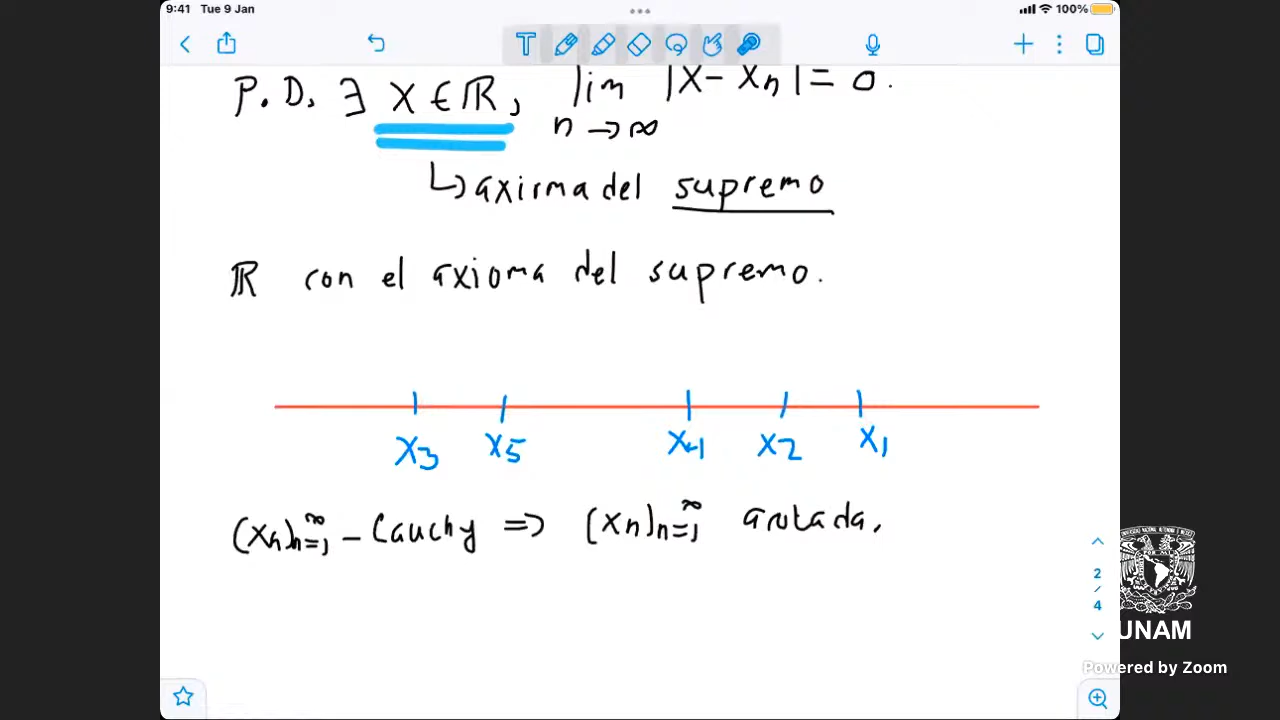 9:41 Tue 9 Jan
100%
P.D. ∃ X ∈ ℝ, lim |X - Xn| = 0.
n → ∞
↳ axioma del supremo
ℝ con el axioma del supremo.
X3 X5 X4 X2 X1
(Xn)n=1^∞ - Cauchy ⇒ (Xn)n=1^∞ acotada.
2
4
UNAM
Powered by Zoom